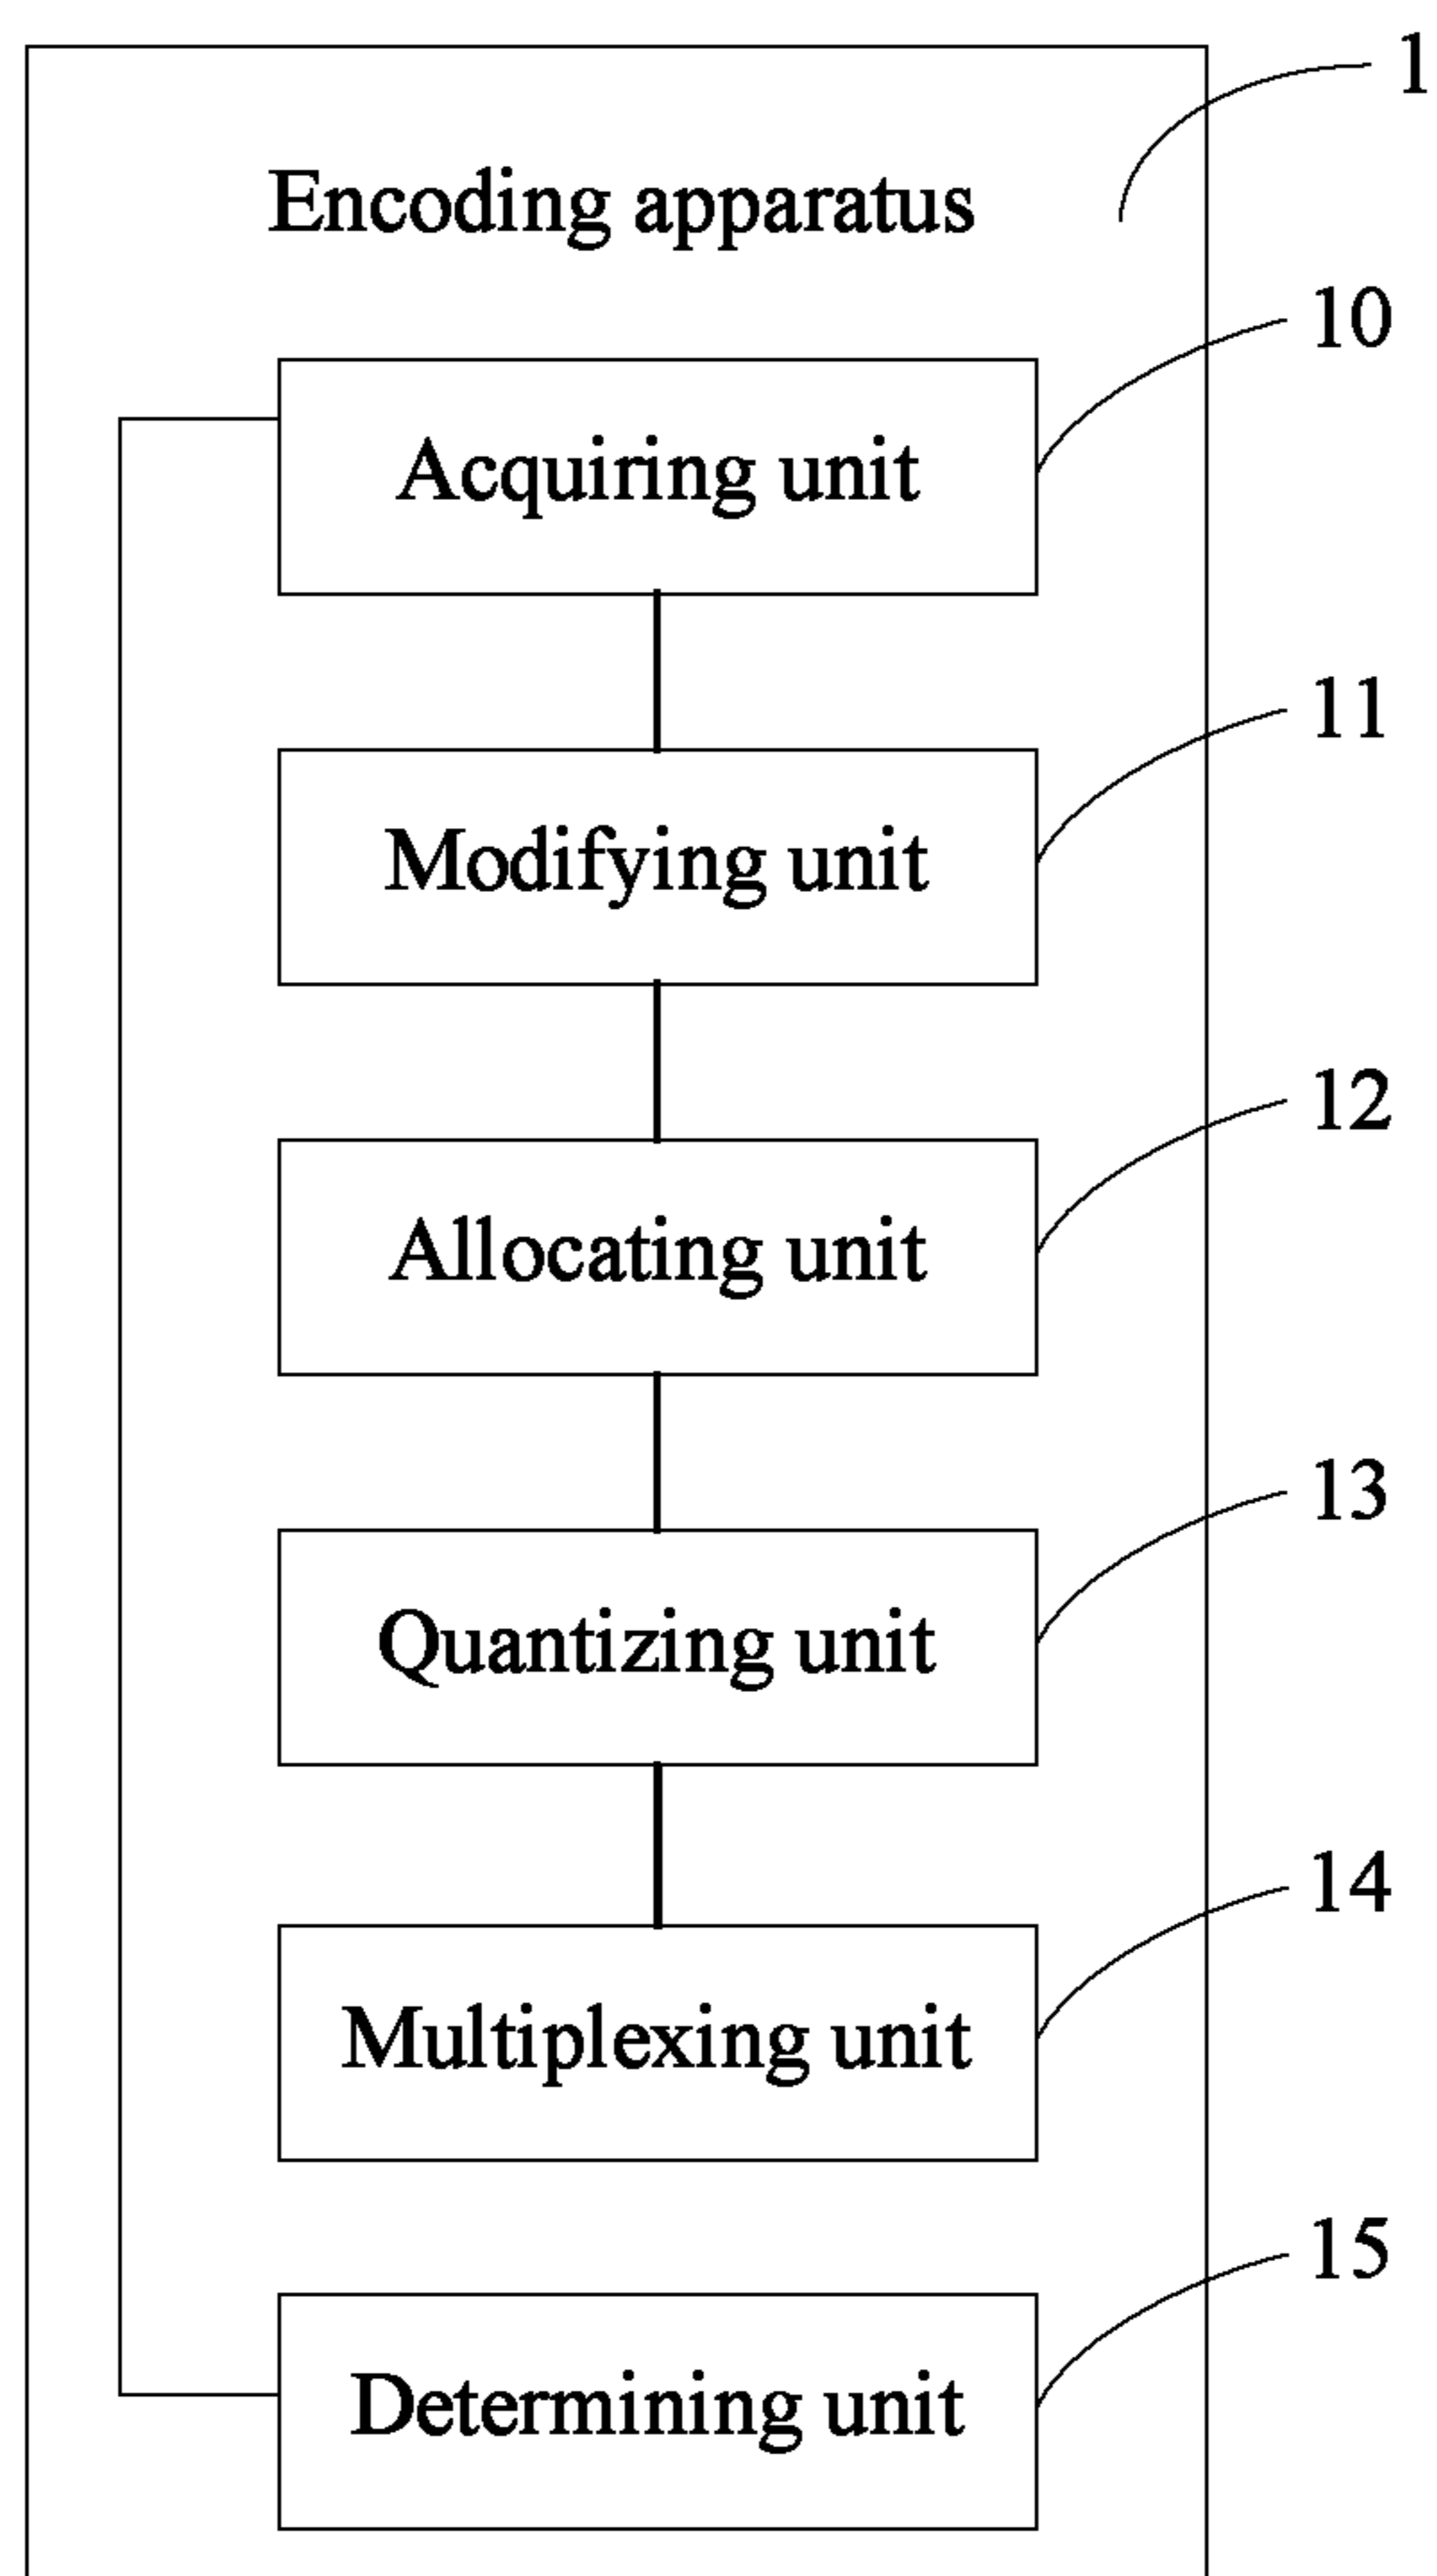 1
Encoding apparatus
10
Acquiring unit
11
Modifying unit
12
Allocating unit
13
Quantizing unit
14
Multiplexing unit
15
Determining unit